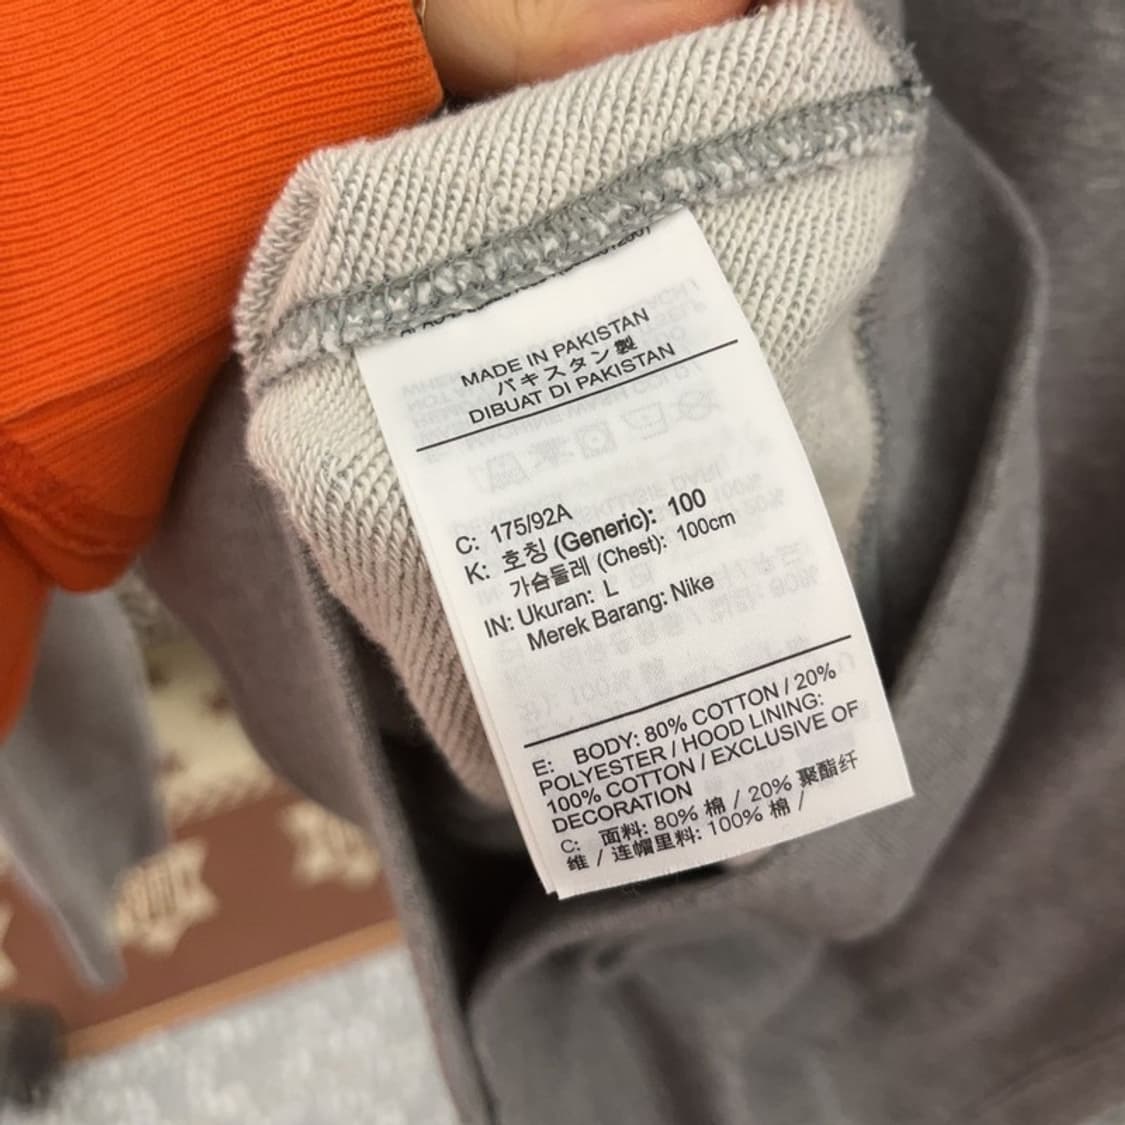 MADE IN PAKISTAN
パキスタン製
DIBUAT DI PAKISTAN
C: 175/92A
K: 호칭 (Generic): 100
가슴둘레 (Chest): 100cm
IN: Ukuran: L
Merek Barang: Nike
E: BODY: 80% COTTON / 20%
POLYESTER / HOOD LINING:
100% COTTON / EXCLUSIVE OF
DECORATION
C: 面料: 80% 棉 / 20% 聚酯纤
维 / 连帽里料: 100% 棉 /